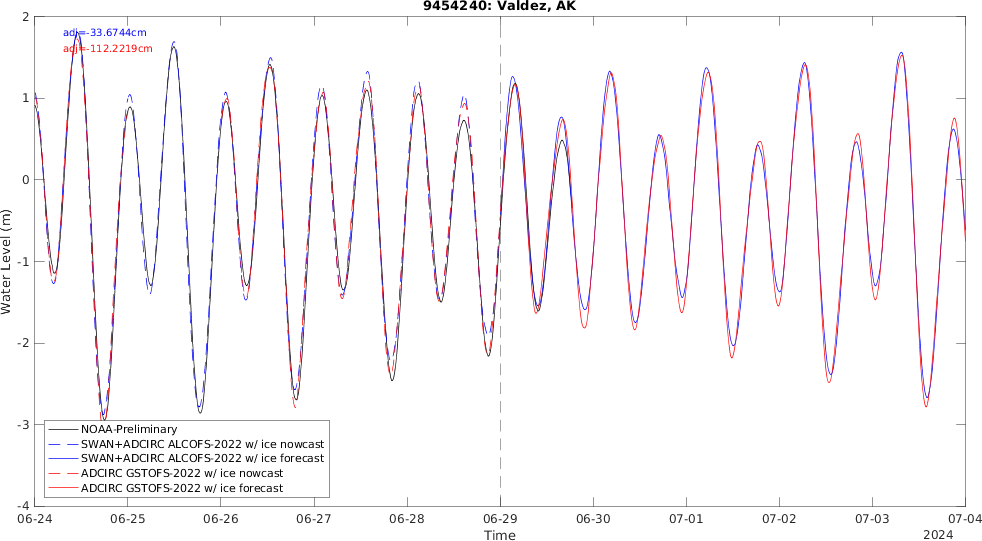 9454240: Valdez, AK
adj=-33.6744cm
adj=-112.2219cm
Water Level (m)
2
1
0
-1
-2
-3
-4
NOAA-Preliminary
SWAN+ADCIRC ALCOFS-2022 w/ ice nowcast
SWAN+ADCIRC ALCOFS-2022 w/ ice forecast
ADCIRC GSTOFS-2022 w/ ice nowcast
ADCIRC GSTOFS-2022 w/ ice forecast
06-24 06-25 06-26 06-27 06-28 06-29 06-30 07-01 07-02 07-03 07-04
Time
2024